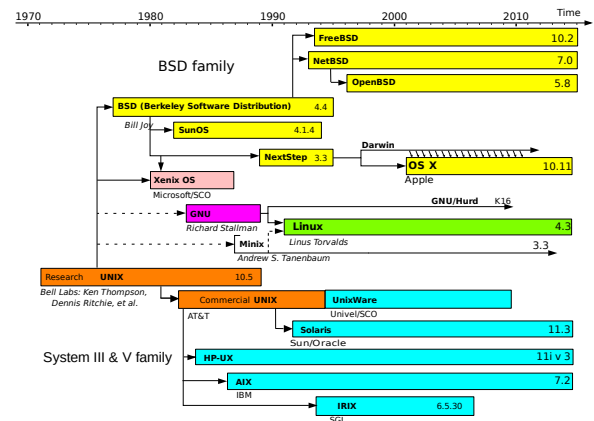 1970 1980 1990 2000 2010 Time
FreeBSD 10.2
BSD family
NetBSD 7.0
OpenBSD 5.8
BSD (Berkeley Software Distribution) 4.4
Bill Joy
SunOS 4.1.4
Darwin
NextStep 3.3
OS X 10.11
Apple
Xenix OS
Microsoft/SCO
GNU/Hurd K16
GNU
Richard Stallman
Linux 4.3
Linus Torvalds
Minix 3.3
Andrew S. Tanenbaum
Research UNIX 10.5
Bell Labs: Ken Thompson,
Dennis Ritchie, et al.
Commercial UNIX
AT&T
UnixWare
Univel/SCO
Solaris 11.3
Sun/Oracle
System III & V family
HP-UX 11i v 3
AIX 7.2
IBM
IRIX 6.5.30
SGI